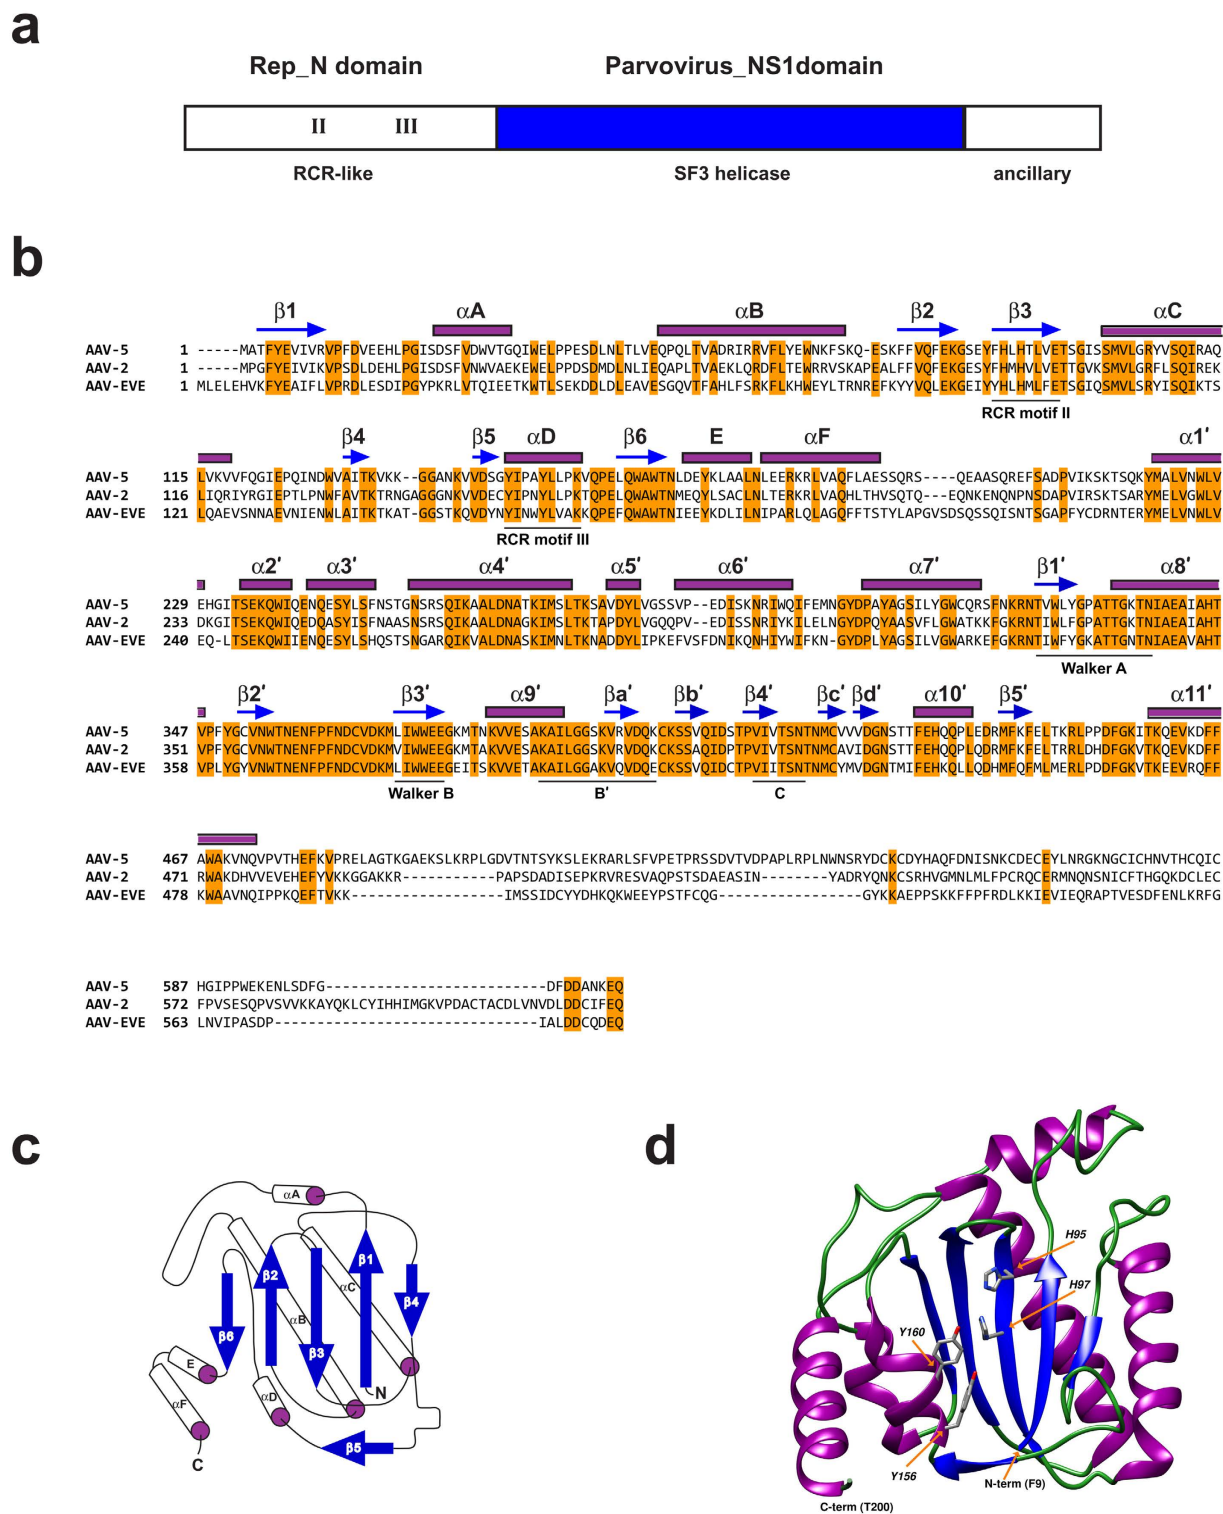 a
Rep_N domain
Parvovirus_NS1domain
II
III
RCR-like
SF3 helicase
ancillary
b
β1 αA αB β2 β3 αC
AAV-5 1 -----MATFYEVIVRVPFDVEEHLPGISDSFVDWVTGQIWELPPESDLNLTLVEQPQLTVADRIRRVFLYEWNKFSKQ-ESKFFVQFEKGSEYFHLHTLVETSGISSMVLGRYVSQIRAQ
AAV-2 1 -----MPGFYEIVIKVPSDLDEHLPGISDSFVNWVAEKEWELPPDSDMDLNLIEQAPLTVAEKLQRDFLTEWRRVSKAPEALFFVQFEKGESYFHMHVLVETTGVKSMVLGRFLSQIREK
AAV-EVE 1 MLELEHVKFYEAIFLVPRDLESDIPGYPKRLVTQIEETKWTLSEKDDLDLEAVESGQVTFAHLFSRKFLKHWEYLTRNREFKYYVQLEKGEIYYHLHMLFETSGIQSMVLSRYISQIKTS
RCR motif II
β4 β5 αD β6 E αF α1′
AAV-5 115 LVKVVFQGIEPQINDWVAITKVKK--GGANKVVDSGYIPAYLLPKVQPELQWAWTNLDEYKLAALNLEERKRLVAQFLAESSQRS----QEAASQREFSADPVIKSKTSQKYMALVNWLV
AAV-2 116 LIQRIYRGIEPTLPNWFAVTKTRNGAGGGNKVVDECYIPNYLLPKTQPELQWAWTNMEQYLSACLNLTERKRLVAQHLTHVSQTQ---EQNKENQNPNSDAPVIRSKTSARYMELVGWLV
AAV-EVE 121 LQAEVSNNAEVNIENWLAITKTKAT-GGSTKQVDYNYINWYLVAKKQPEFQWAWTNIEEYKDLILNIPARLQLAGQFFTSTYLAPGVSDSQSSQISNTSGAPFYCDRNTERYMELVNWLV
RCR motif III
α2′ α3′ α4′ α5′ α6′ α7′ β1′ α8′
AAV-5 229 EHGITSEKQWIQENQESYLSFNSTGNSRSQIKAALDNATKIMSLTKSAVDYLVGSSVP--EDISKNRIWQIFEMNGYDPAYAGSILYGWCQRSFNKRNTVWLYGPATTGKTNIAEAIAHT
AAV-2 233 DKGITSEKQWIQEDQASYISFNAASNSRSQIKAALDNAGKIMSLTKTAPDYLVGQQPV--EDISSNRIYKILELNGYDPQYAASVFLGWATKKFGKRNTIWLFGPATTGKTNIAEAIAHT
AAV-EVE 240 EQ-LTSEKQWIIENQESYLSHQSTSNGARQIKVALDNASKIMNLTKNADDYLIPKEFVSFDNIKQNHIYWIFKN-GYDPLYAGSILVGWARKEFGKRNTIWFYGKATTGNTNIAEAVAHT
Walker A
β2′ β3′ α9′ βa′ βb′ β4′ βc′ βd′ α10′ β5′ α11′
AAV-5 347 VPFYGCVNWTNENFPFNDCVDKMLIWWEEGKMTNKVVESAKAILGGSKVRVDQKCKSSVQIDSTPVIVTSNTNMCVVVDGNSTTFEHQQPLEDRMFKFELTKRLPPDFGKITKQEVKDFF
AAV-2 351 VPFYGCVNWTNENFPFNDCVDKMVIWWEEGKMTAKVVESAKAILGGSKVRVDQKCKSSAQIDPTPVIVTSNTNMCAVIDGNSTTFEHQQPLQDRMFKFELTRRLDHDFGKVTKQEVKDFF
AAV-EVE 358 VPLYGYVNWTNENFPFNDCVDKMLIWWEEGEITSKVVETAKAILGGAKVQVDQECKSSVQIDCTPVIITSNTNMCYMVDGNTMIFEHKQLLQDHMFQFMLMERLPDDFGKVTKEEVRQFF
Walker B
B′
C
AAV-5 467 AWAKVNQVPVTHEFKVPRELAGTKGAEKSLKRPLGDVTNTSYKSLEKRARLSFVPETPRSSDVTVDPAPLRPLNWNSRYDCKCDYHAQFDNISNKCDECEYLNRGKNGCICHNVTHCQIC
AAV-2 471 RWAKDHVVEVEHEFYVKKGGAKKR-----------PAPSDADISEPKRVRESVAQPSTSDAEASIN--------YADRYQNKCSRHVGMNLMLFPCRQCERMNQNSNICFTHGQKDCLEC
AAV-EVE 478 KWAAVNQIPPKQEFTVKK------------------IMSSIDCYYDHKQKWEEYPSTFCQG-----------------GYKKAEPPSKKFFPFRDLKKIEVIEQRAPTVESDFENLKRFG
AAV-5 587 HGIPPWEKENLSDFG--------------------------DFDDANKEQ
AAV-2 572 FPVSESQPVSVVKKAYQKLCYIHHIMGKVPDACTACDLVNVDLDDCIFEQ
AAV-EVE 563 LNVIPASDP-------------------------------IALDDCQDEQ
c
αA
β1
β2
αC
β4
αB
β6
β3
E
N
αD
αF
β5
C
d
H95
H97
Y160
Y156
N-term (F9)
C-term (T200)